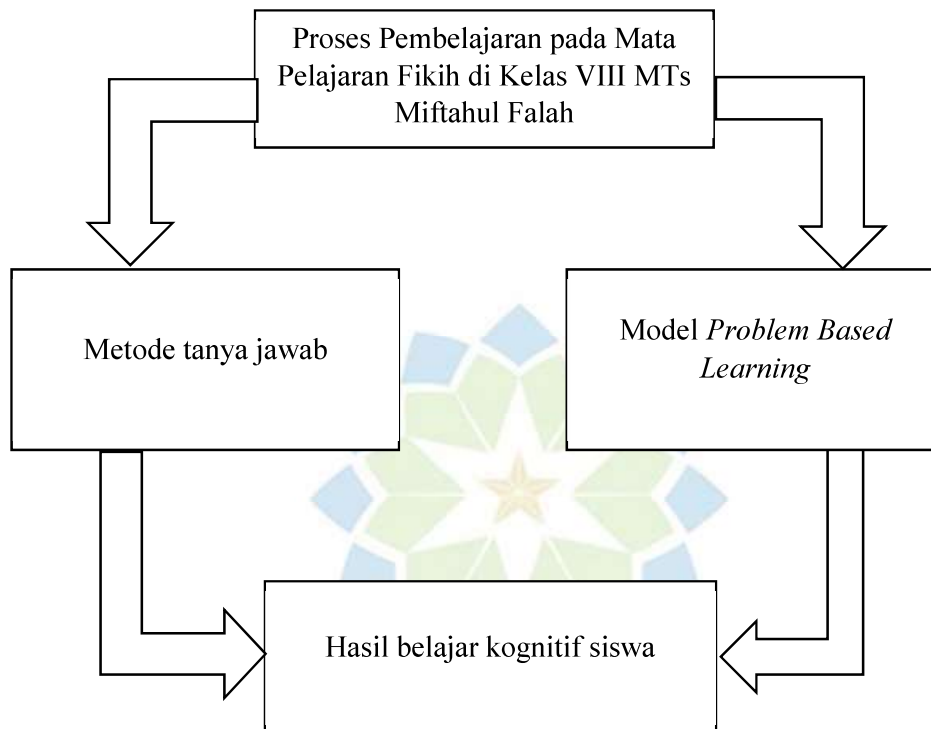 Proses Pembelajaran pada Mata
Pelajaran Fikih di Kelas VIII MTs
Miftahul Falah
Metode tanya jawab
Model Problem Based
Learning
Hasil belajar kognitif siswa